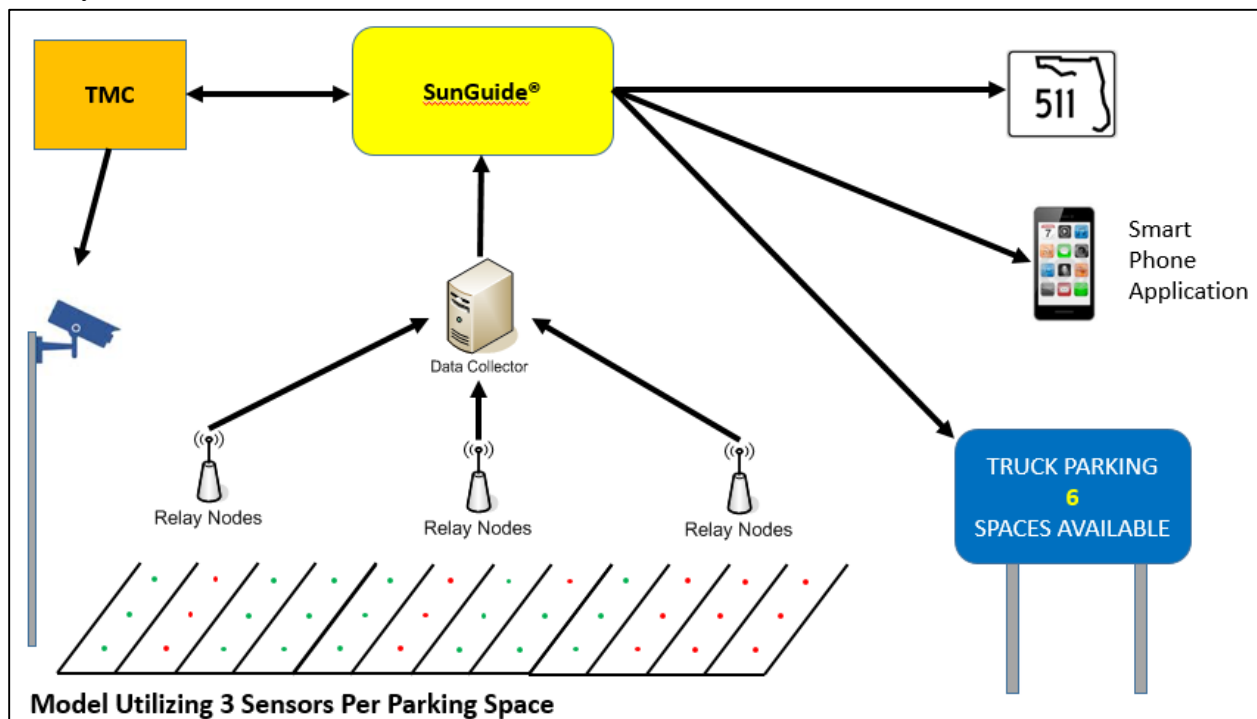 TMC
SunGuide®
511
7
Smart
Phone
Application
Data Collector
Relay Nodes
Relay Nodes
Relay Nodes
TRUCK PARKING
6
SPACES AVAILABLE
Model Utilizing 3 Sensors Per Parking Space